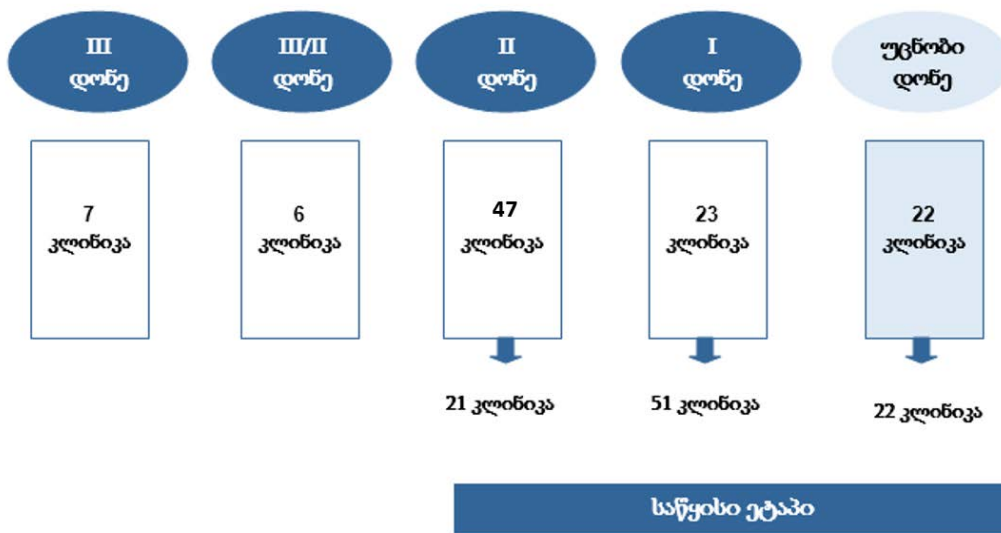 III
დონე
III/II
დონე
II
დონე
I
დონე
უცნობი
დონე
7
კლინიკა
6
კლინიკა
47
კლინიკა
23
კლინიკა
22
კლინიკა
21 კლინიკა
51 კლინიკა
22 კლინიკა
საწყისი ეტაპი